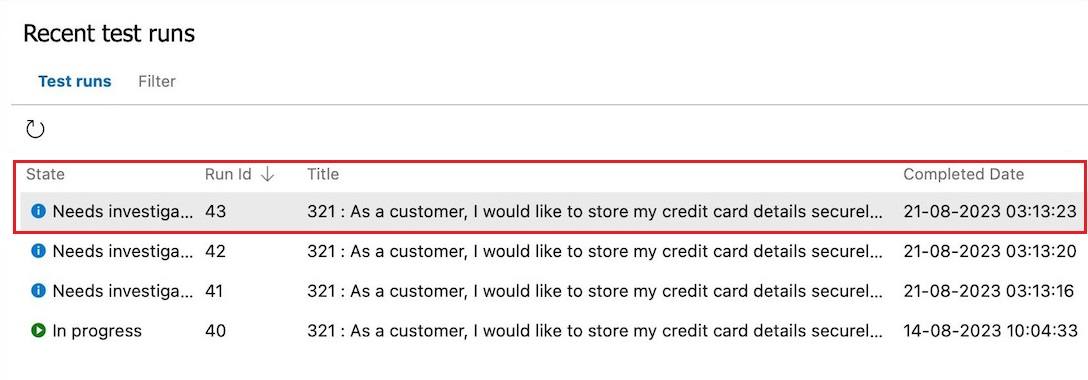 Recent test runs
Test runs Filter
State Run Id ↓ Title Completed Date
Needs investiga... 43 321 : As a customer, I would like to store my credit card details securel... 21-08-2023 03:13:23
Needs investiga... 42 321 : As a customer, I would like to store my credit card details securel... 21-08-2023 03:13:20
Needs investiga... 41 321 : As a customer, I would like to store my credit card details securel... 21-08-2023 03:13:16
In progress 40 321 : As a customer, I would like to store my credit card details securel... 14-08-2023 10:04:33